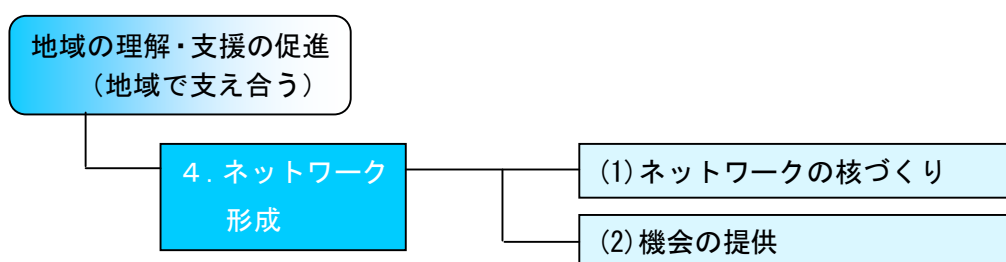 地域の理解・支援の促進
（地域で支え合う）
４．ネットワーク
形成
(1)ネットワークの核づくり
(2)機会の提供